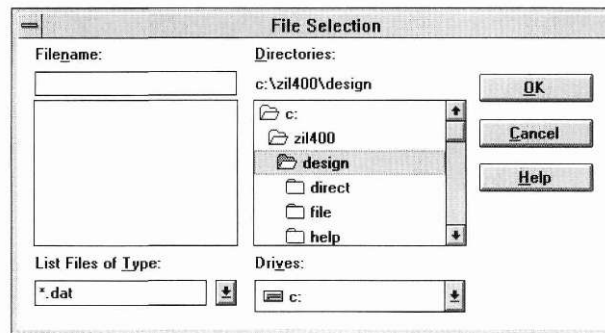 File Selection
Filename:
Directories:
c:\zil400\design
c:
zil400
design
direct
file
help
OK
Cancel
Help
List Files of Type:
*.dat
Drives:
c: